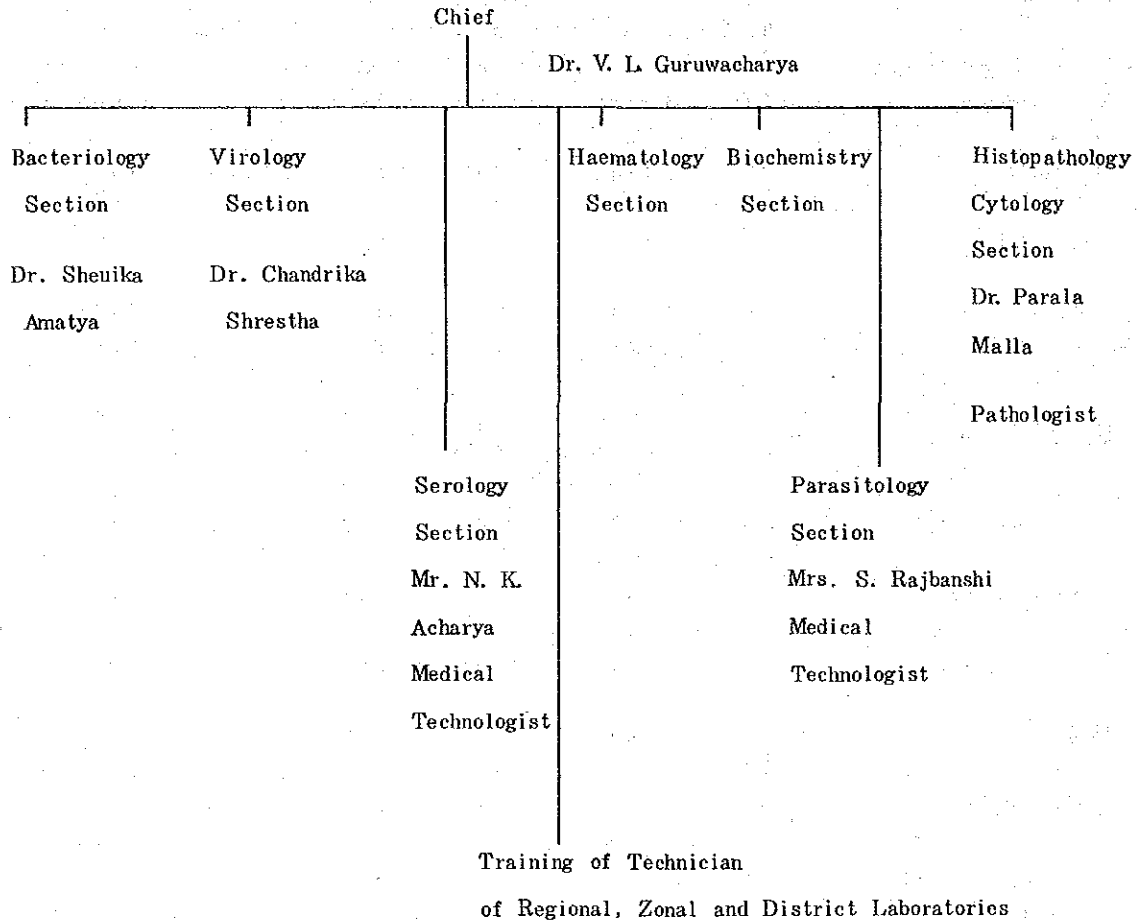 Chief
Dr. V. L. Guruwacharya
Bacteriology
Section
Dr. Sheuika
Amatya
Virology
Section
Dr. Chandrika
Shrestha
Serology
Section
Mr. N. K.
Acharya
Medical
Technologist
Training of Technician
of Regional, Zonal and District Laboratories
Haematology
Section
Biochemistry
Section
Parasitology
Section
Mrs. S. Rajbanshi
Medical
Technologist
Histopathology
Cytology
Section
Dr. Parala
Malla
Pathologist